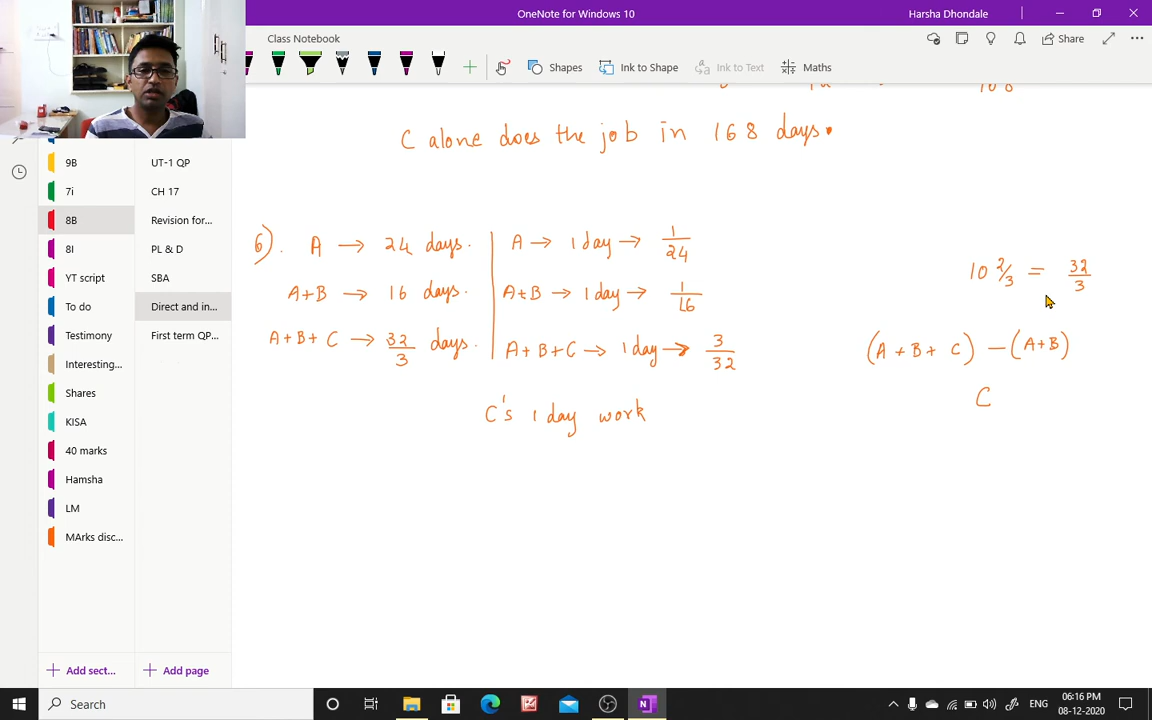 OneNote for Windows 10
Harsha Dhondale
Class Notebook
Share
Shapes
Ink to Shape
Ink to Text
Maths
C alone does the job in 168 days.
9B
7i
8B
8I
YT script
To do
Testimony
Interesting...
Shares
KISA
40 marks
Hamsha
LM
MArks disc...
Add sect...
UT-1 QP
CH 17
Revision for...
PL & D
SBA
Direct and in...
First term QP...
Add page
6). A → 24 days. A → 1 day → 1/24
A+B → 16 days. A+B → 1 day → 1/16
A+B+C → 32/3 days. A+B+C → 1 day → 3/32
C's 1 day work
10 2/3 = 32/3
(A + B + C) — (A+B)
C
Search
ENG
06:16 PM
08-12-2020